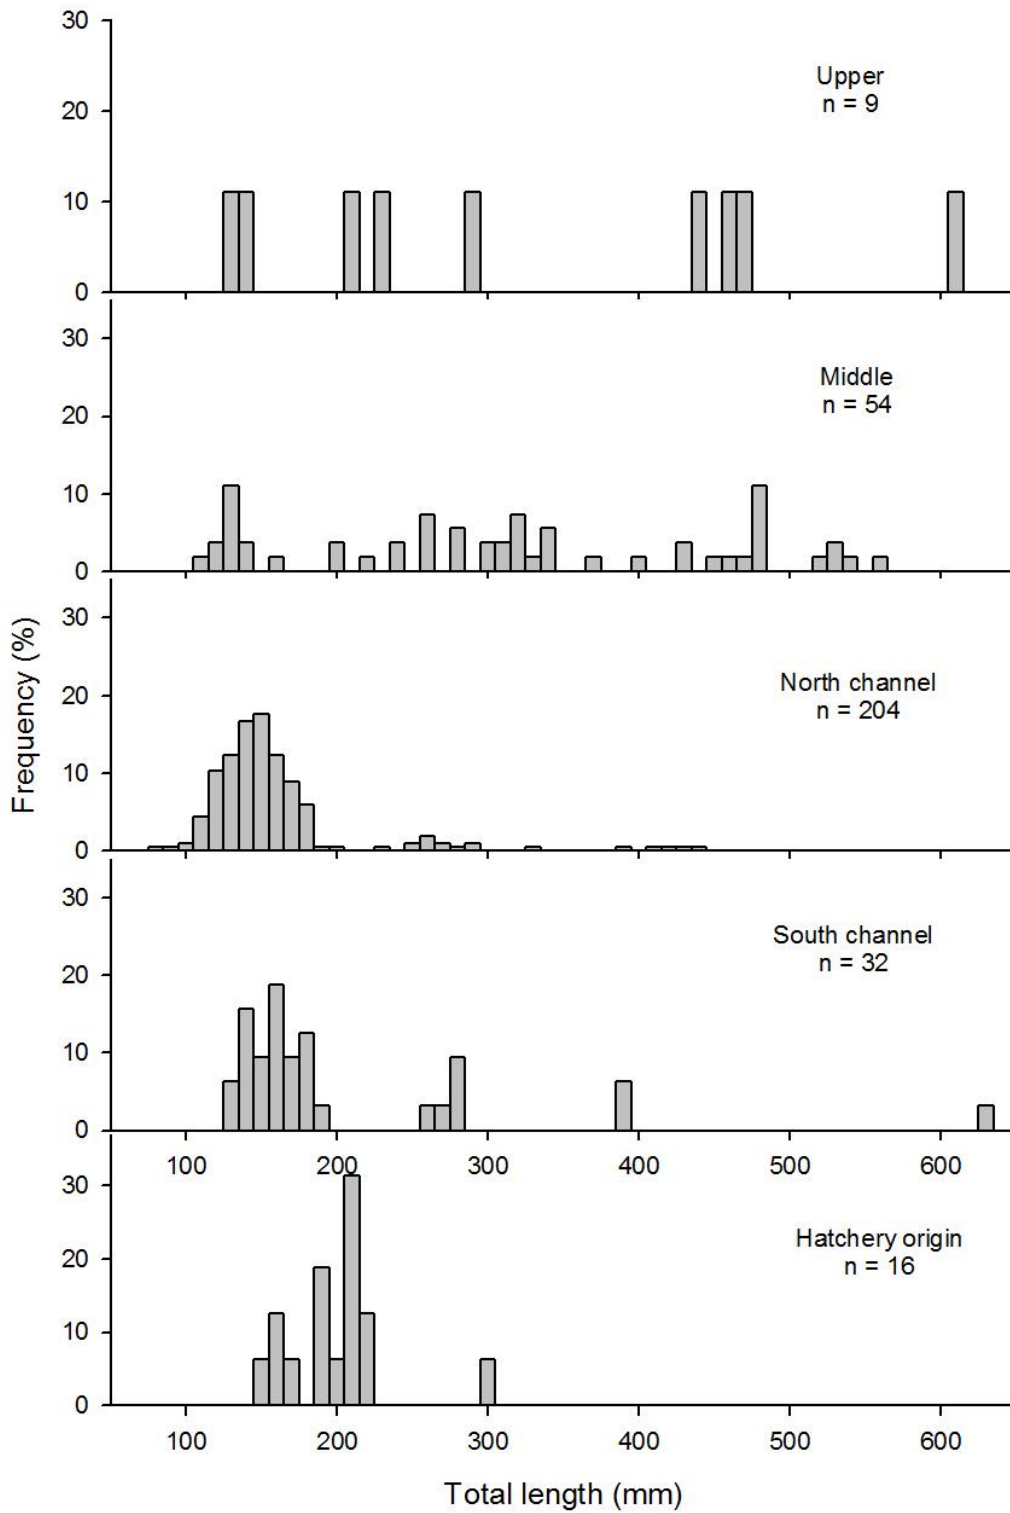 30
20
10
0
Upper
n = 9
30
20
10
0
Middle
n = 54
30
20
10
0
North channel
n = 204
30
20
10
0
South channel
n = 32
100 200 300 400 500 600
30
20
10
0
Hatchery origin
n = 16
100 200 300 400 500 600
Frequency (%)
Total length (mm)